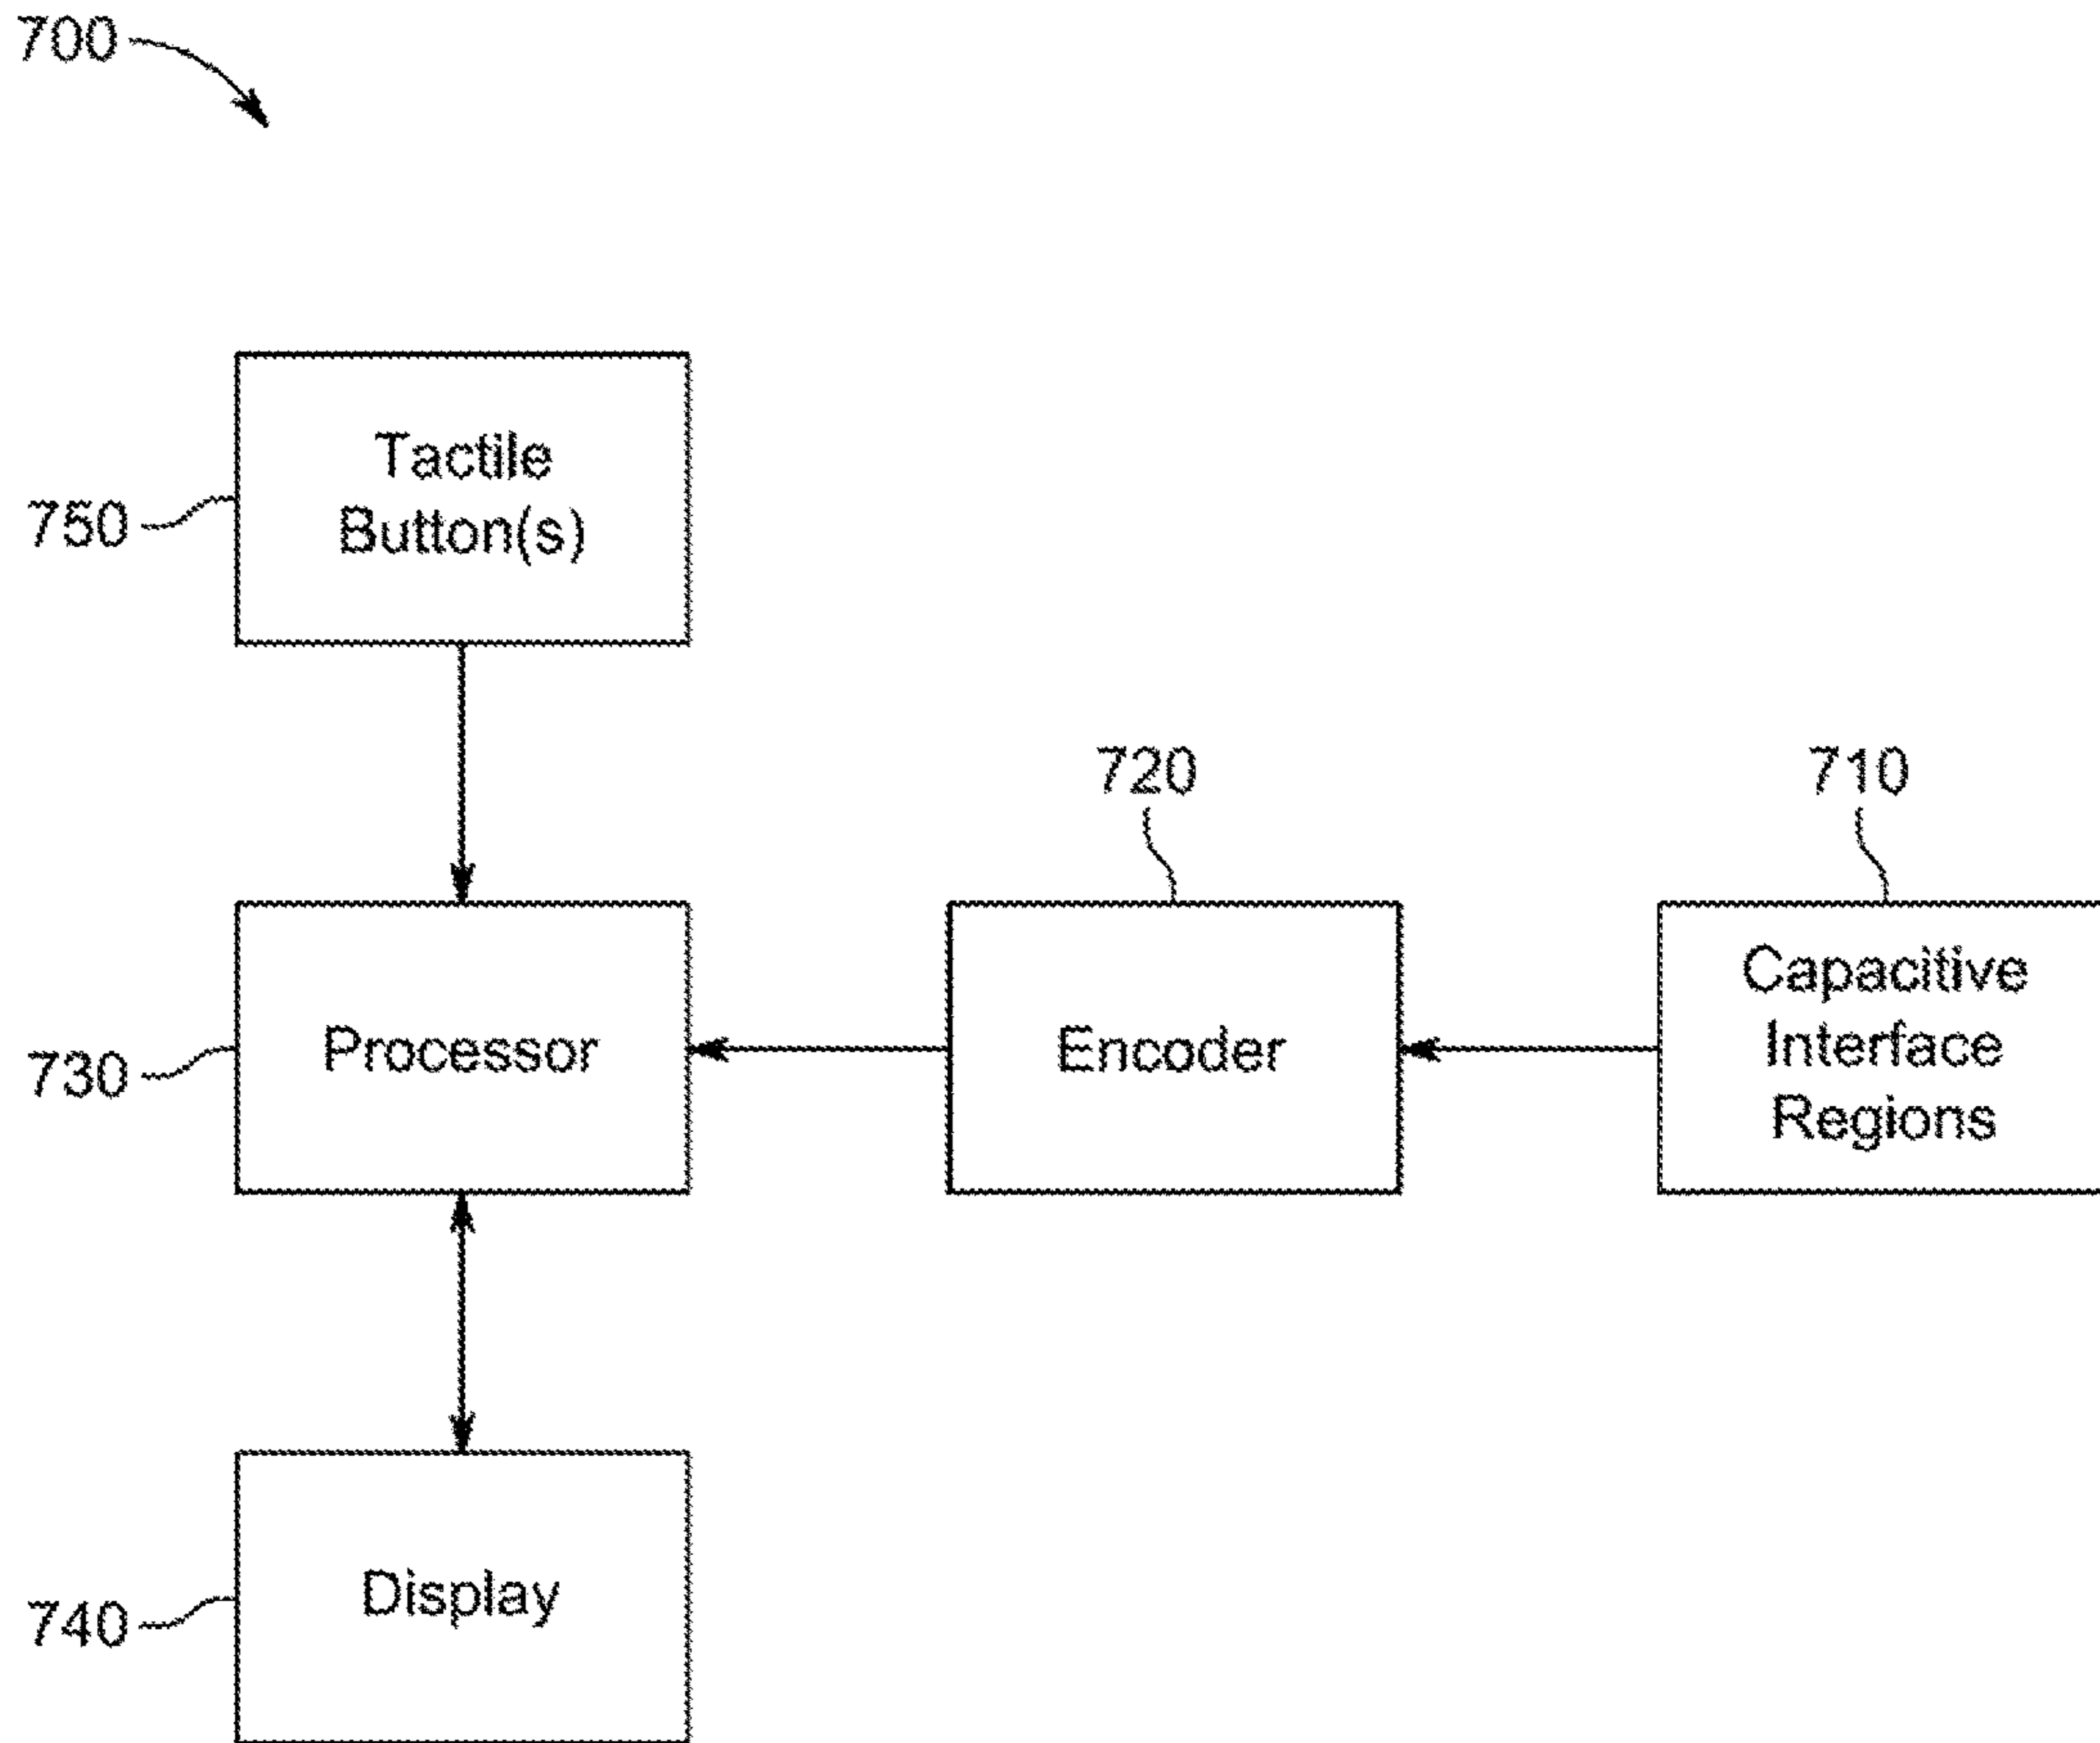 700
Tactile
Button(s)
750
720
710
Processor
730
Encoder
Capacitive
Interface
Regions
Display
740